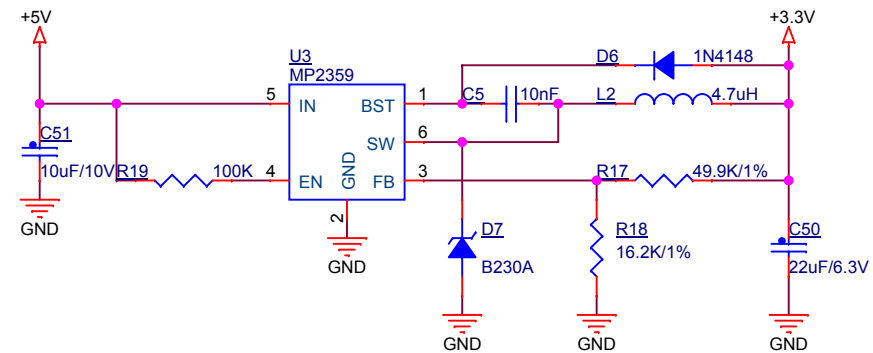 +5V
+3.3V
U3
MP2359
D6
1N4148
5
IN
BST
1
C5
10nF
L2
4.7uH
C51
10uF/10V
SW
6
R19
100K
4
EN
GND
FB
3
R17
49.9K/1%
2
GND
GND
D7
B230A
R18
16.2K/1%
C50
22uF/6.3V
GND
GND
GND